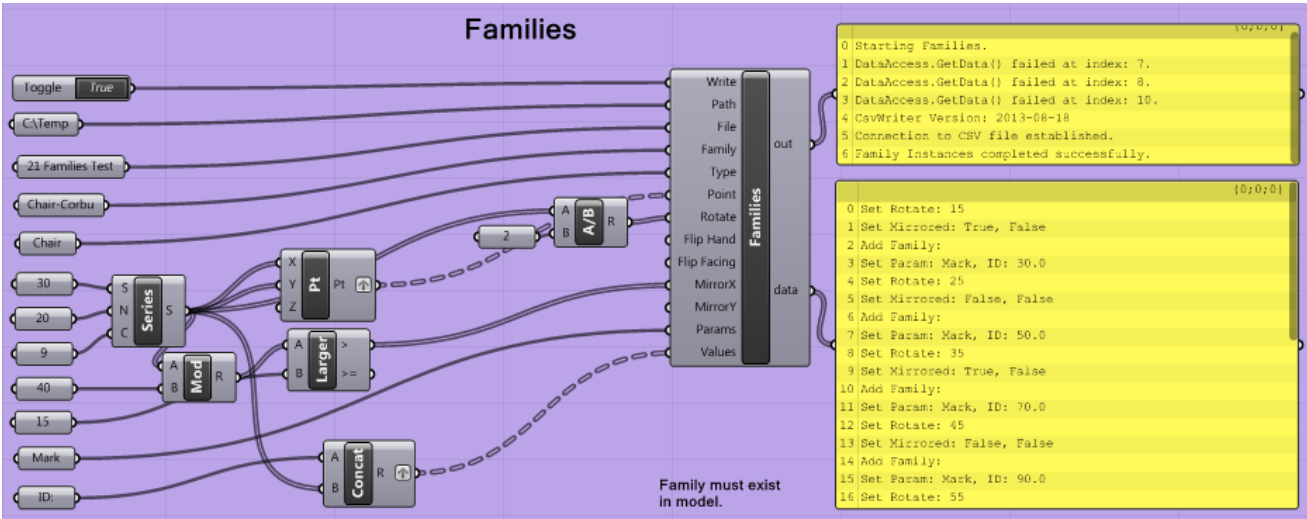 Families
Toggle True
C:\Temp
21 Families Test
Chair-Corbu
Chair
30
20
9
40
15
Mark
ID:
S
N
C
Series
S
A
B
Mod
R
X
Y
Z
Pt
Pt
A
B
Larger
>
>=
A
B
Concat
R
2
A
B
A/B
R
Write
Path
File
Family
Type
Point
Rotate
Flip Hand
Flip Facing
MirrorX
MirrorY
Params
Values
Families
out
data
Family must exist
in model.
{0;0;0}
0 Starting Families.
1 DataAccess.GetData() failed at index: 7.
2 DataAccess.GetData() failed at index: 8.
3 DataAccess.GetData() failed at index: 10.
4 CsvWriter Version: 2013-08-18
5 Connection to CSV file established.
6 Family Instances completed successfully.
{0;0;0}
0 Set Rotate: 15
1 Set Mirrored: True, False
2 Add Family:
3 Set Param: Mark, ID: 30.0
4 Set Rotate: 25
5 Set Mirrored: False, False
6 Add Family:
7 Set Param: Mark, ID: 50.0
8 Set Rotate: 35
9 Set Mirrored: True, False
10 Add Family:
11 Set Param: Mark, ID: 70.0
12 Set Rotate: 45
13 Set Mirrored: False, False
14 Add Family:
15 Set Param: Mark, ID: 90.0
16 Set Rotate: 55